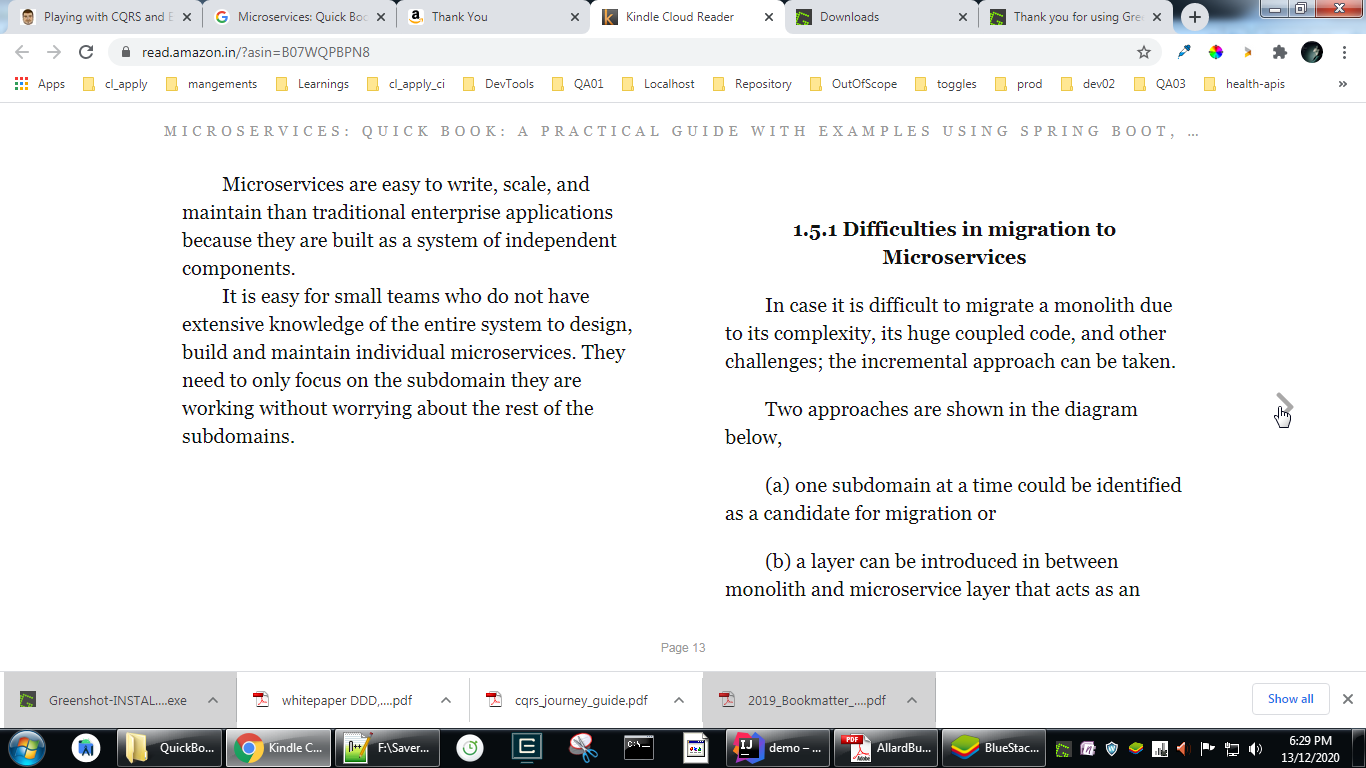 Playing with CQRS and E
Microservices: Quick Boo
Thank You
Kindle Cloud Reader
Downloads
Thank you for using Gre
read.amazon.in/?asin=B07WQPBPN8
Apps
cl_apply
mangements
Learnings
cl_apply_ci
DevTools
QA01
Localhost
Repository
OutOfScope
toggles
prod
dev02
QA03
health-apis
MICROSERVICES: QUICK BOOK: A PRACTICAL GUIDE WITH EXAMPLES USING SPRING BOOT, ...
Microservices are easy to write, scale, and
maintain than traditional enterprise applications
because they are built as a system of independent
components.
It is easy for small teams who do not have
extensive knowledge of the entire system to design,
build and maintain individual microservices. They
need to only focus on the subdomain they are
working without worrying about the rest of the
subdomains.
1.5.1 Difficulties in migration to
Microservices
In case it is difficult to migrate a monolith due
to its complexity, its huge coupled code, and other
challenges; the incremental approach can be taken.
Two approaches are shown in the diagram
below,
(a) one subdomain at a time could be identified
as a candidate for migration or
(b) a layer can be introduced in between
monolith and microservice layer that acts as an
Page 13
Greenshot-INSTAL....exe
whitepaper DDD,....pdf
cqrs_journey_guide.pdf
2019_Bookmatter_....pdf
Show all
QuickBo...
Kindle C...
F:\Saver...
demo – ...
AllardBu...
BlueStac...
6:29 PM
13/12/2020